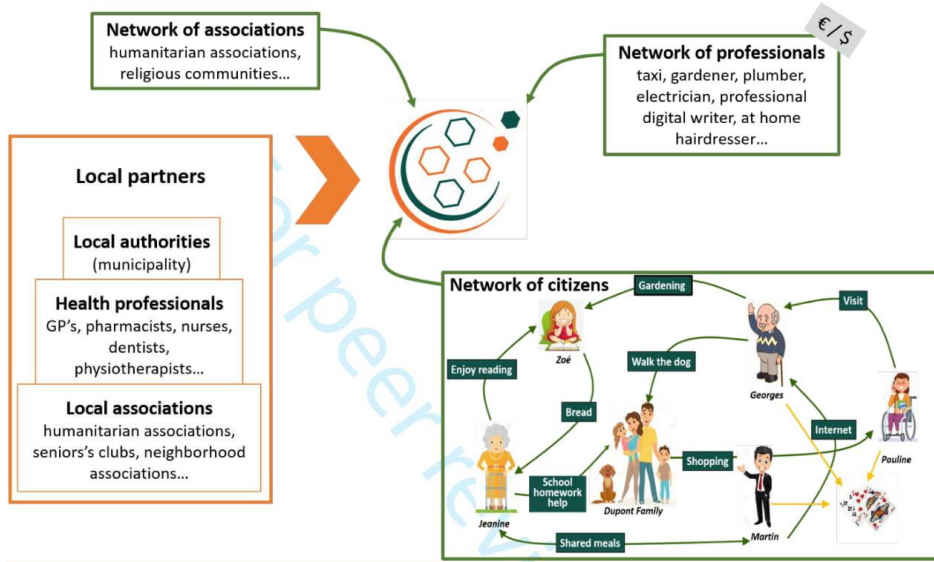 Network of associations
humanitarian associations,
religious communities…
€/$
Network of professionals
taxi, gardener, plumber,
electrician, professional
digital writer, at home
hairdresser…
Local partners
Local authorities
(municipality)
Health professionals
GP's, pharmacists, nurses,
dentists,
physiotherapists…
Local associations
humanitarian associations,
seniors's clubs, neighborhood
associations…
Network of citizens
Gardening
Visit
Zoé
Enjoy reading
Walk the dog
Georges
Bread
Internet
Pauline
Shopping
School
homework
help
Jeanine
Dupont Family
Martin
Shared meals
for peer revi